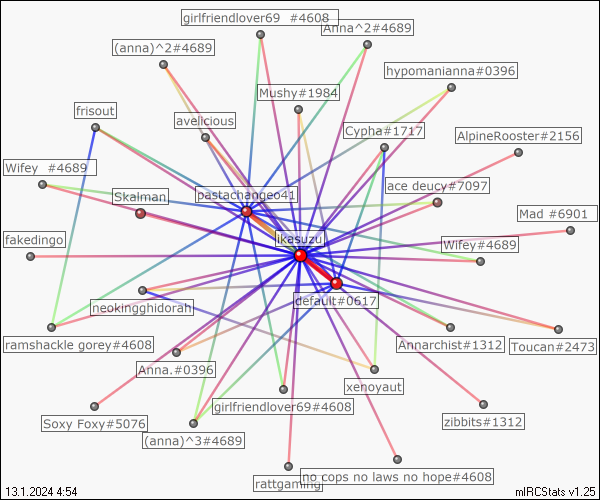 girlfriendlover69 #4608
Anna^2#4689
(anna)^2#4689
hypomanianna#0396
Mushy#1984
frisout
avelicious
Cypha#1717
AlpineRooster#2156
Wifey #4689
Skalman
pastachangeo41
ace deucy#7097
Mad #6901
fakedingo
ikasuzu
Wifey#4689
neokingghidorah
default#0617
ramshackle gorey#4608
Annarchist#1312
Toucan#2473
Anna.#0396
xenoyaut
girlfriendlover69#4608
Soxy Foxy#5076
zibbits#1312
(anna)^3#4689
rattgaming
no cops no laws no hope#4608
13.1.2024 4:54
mIRCStats v1.25